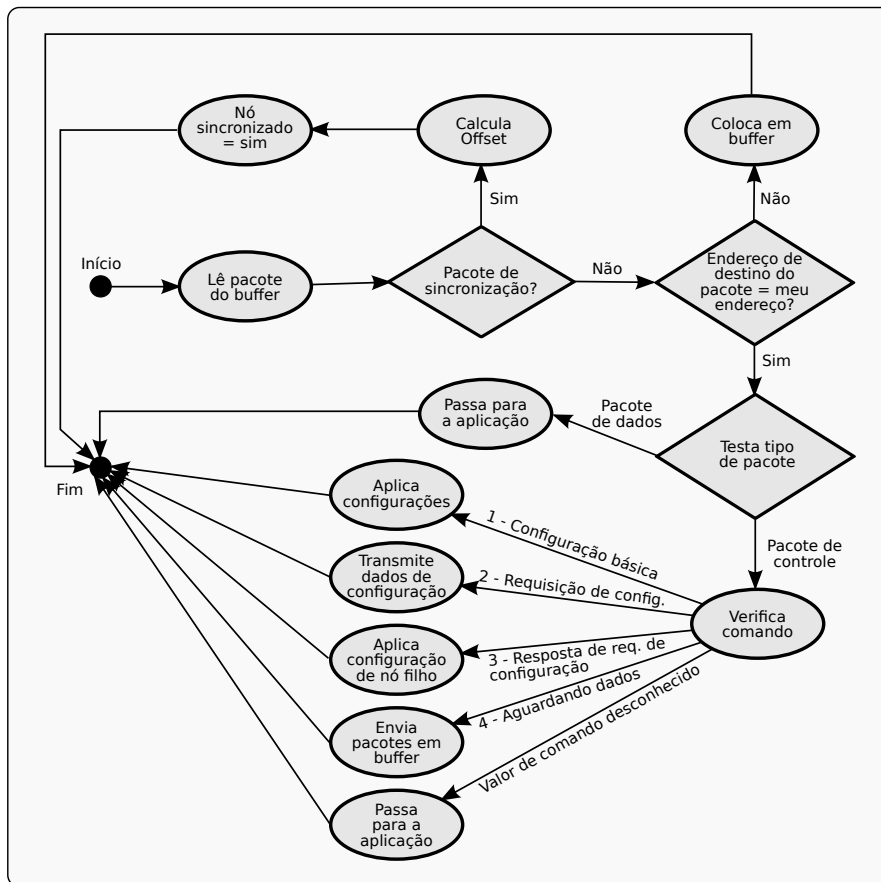 Nó
sincronizado
= sim
Calcula
Offset
Coloca em
buffer
Sim
Não
Início
Lê pacote
do buffer
Pacote de
sincronização?
Não
Endereço de
destino do
pacote = meu
endereço?
Sim
Passa para
a aplicação
Pacote
de dados
Testa tipo
de pacote
Fim
Aplica
configurações
1 - Configuração básica
Pacote de
controle
Transmite
dados de
configuração
2 - Requisição de config.
Verifica
comando
Aplica
configuração
de nó filho
3 - Resposta de req. de
configuração
4 - Aguardando dados
Envia
pacotes em
buffer
Valor de comando desconhecido
Passa
para a
aplicação